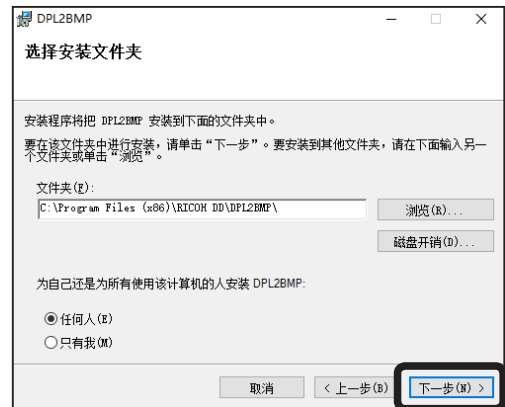 DPL2BMP
选择安装文件夹
安装程序将把 DPL2BMP 安装到下面的文件夹中。
要在该文件夹中进行安装，请单击“下一步”。要安装到其他文件夹，请在下面输入另一
个文件夹或单击“浏览”。
文件夹(F):
C:\Program Files (x86)\RICOH DD\DPL2BMP\
浏览(R)...
磁盘开销(D)...
为自己还是为所有使用该计算机的人安装 DPL2BMP:
任何人(E)
只有我(M)
取消 < 上一步(B) 下一步(N) >